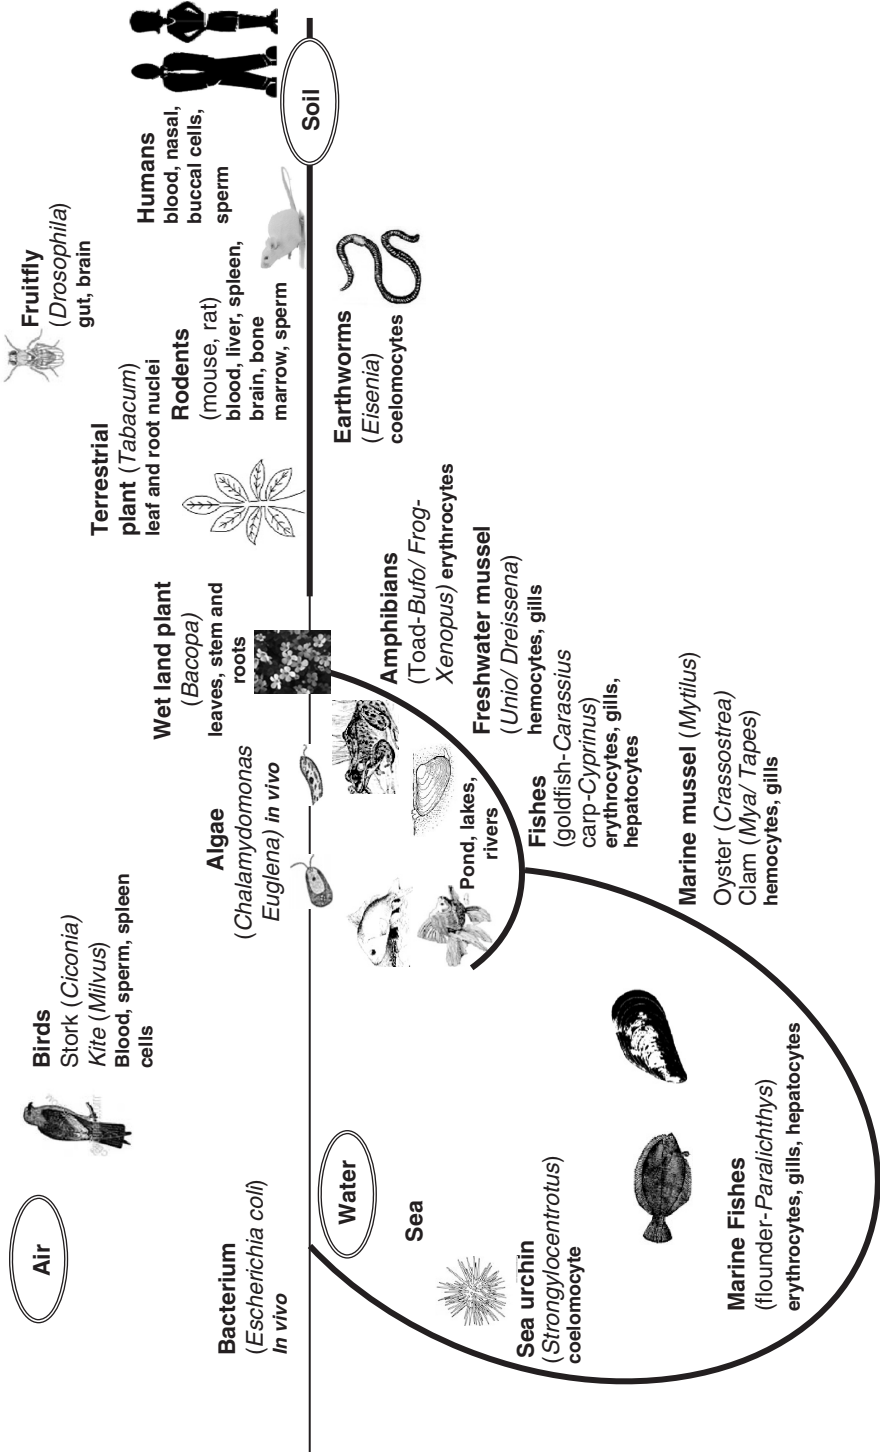 Air
Birds
Stork (Ciconia)
Kite (Milvus)
Blood, sperm, spleen
cells
Fruitfly
(Drosophila)
gut, brain
Terrestrial
plant (Tabacum)
leaf and root nuclei
Humans
blood, nasal,
buccal cells,
sperm
Rodents
(mouse, rat)
blood, liver, spleen,
brain, bone
marrow, sperm
Wet land plant
(Bacopa)
leaves, stem and
roots
Algae
(Chalamydomonas
Euglena) in vivo
Bacterium
(Escherichia coli)
In vivo
Soil
Water
Sea
Earthworms
(Eisenia)
coelomocytes
Amphibians
(Toad-Bufo/ Frog-
Xenopus) erythrocytes
Freshwater mussel
(Unio/ Dreissena)
hemocytes, gills
Pond, lakes,
rivers
Fishes
(goldfish-Carassius
carp-Cyprinus)
erythrocytes, gills,
hepatocytes
Sea urchin
(Strongylocentrotus)
coelomocyte
Marine mussel (Mytilus)
Oyster (Crassostrea)
Clam (Mya/ Tapes)
hemocytes, gills
Marine Fishes
(flounder-Paralichthys)
erythrocytes, gills, hepatocytes